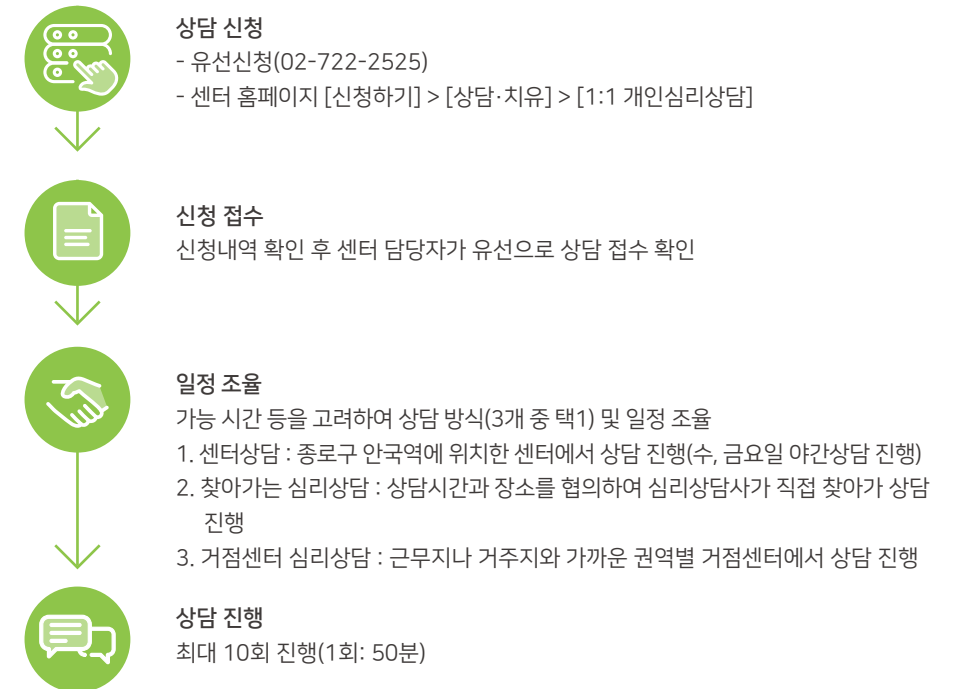 상담 신청
- 유선신청(02-722-2525)
- 센터 홈페이지 [신청하기] > [상담·치유] > [1:1 개인심리상담]
신청 접수
신청내역 확인 후 센터 담당자가 유선으로 상담 접수 확인
일정 조율
가능 시간 등을 고려하여 상담 방식(3개 중 택1) 및 일정 조율
1. 센터상담 : 종로구 안국역에 위치한 센터에서 상담 진행(수, 금요일 야간상담 진행)
2. 찾아가는 심리상담 : 상담시간과 장소를 협의하여 심리상담사가 직접 찾아가 상담
진행
3. 거점센터 심리상담 : 근무지나 거주지와 가까운 권역별 거점센터에서 상담 진행
상담 진행
최대 10회 진행(1회: 50분)